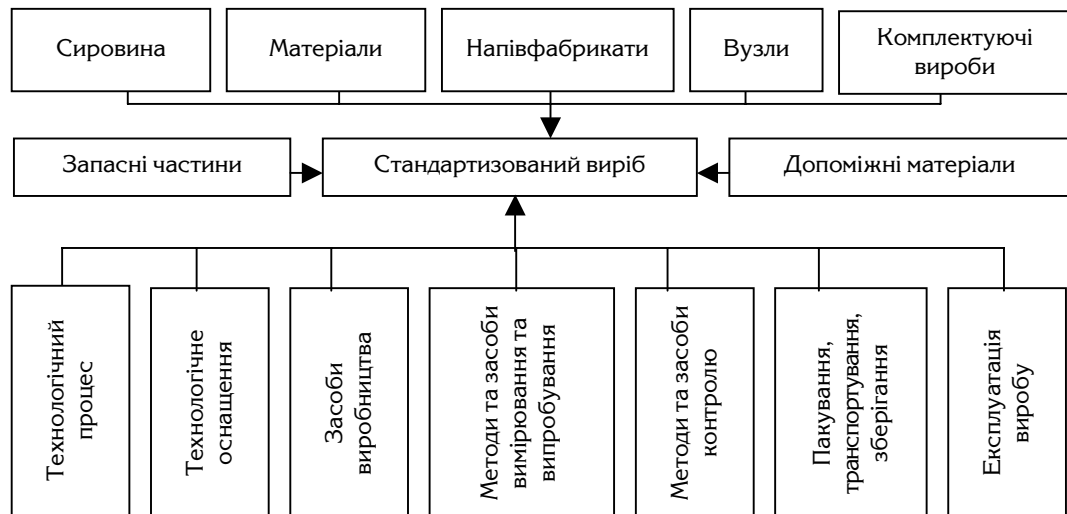 Сировина
Матеріали
Напівфабрикати
Вузли
Комплектуючі
вироби
Запасні частини
Стандартизований виріб
Допоміжні матеріали
Технологічний
процес
Технологічне
оснащення
Засоби
виробництва
Методи та засоби
вимірювання та
випробування
Методи та засоби
контролю
Пакування,
транспортування,
зберігання
Експлуатація
виробу